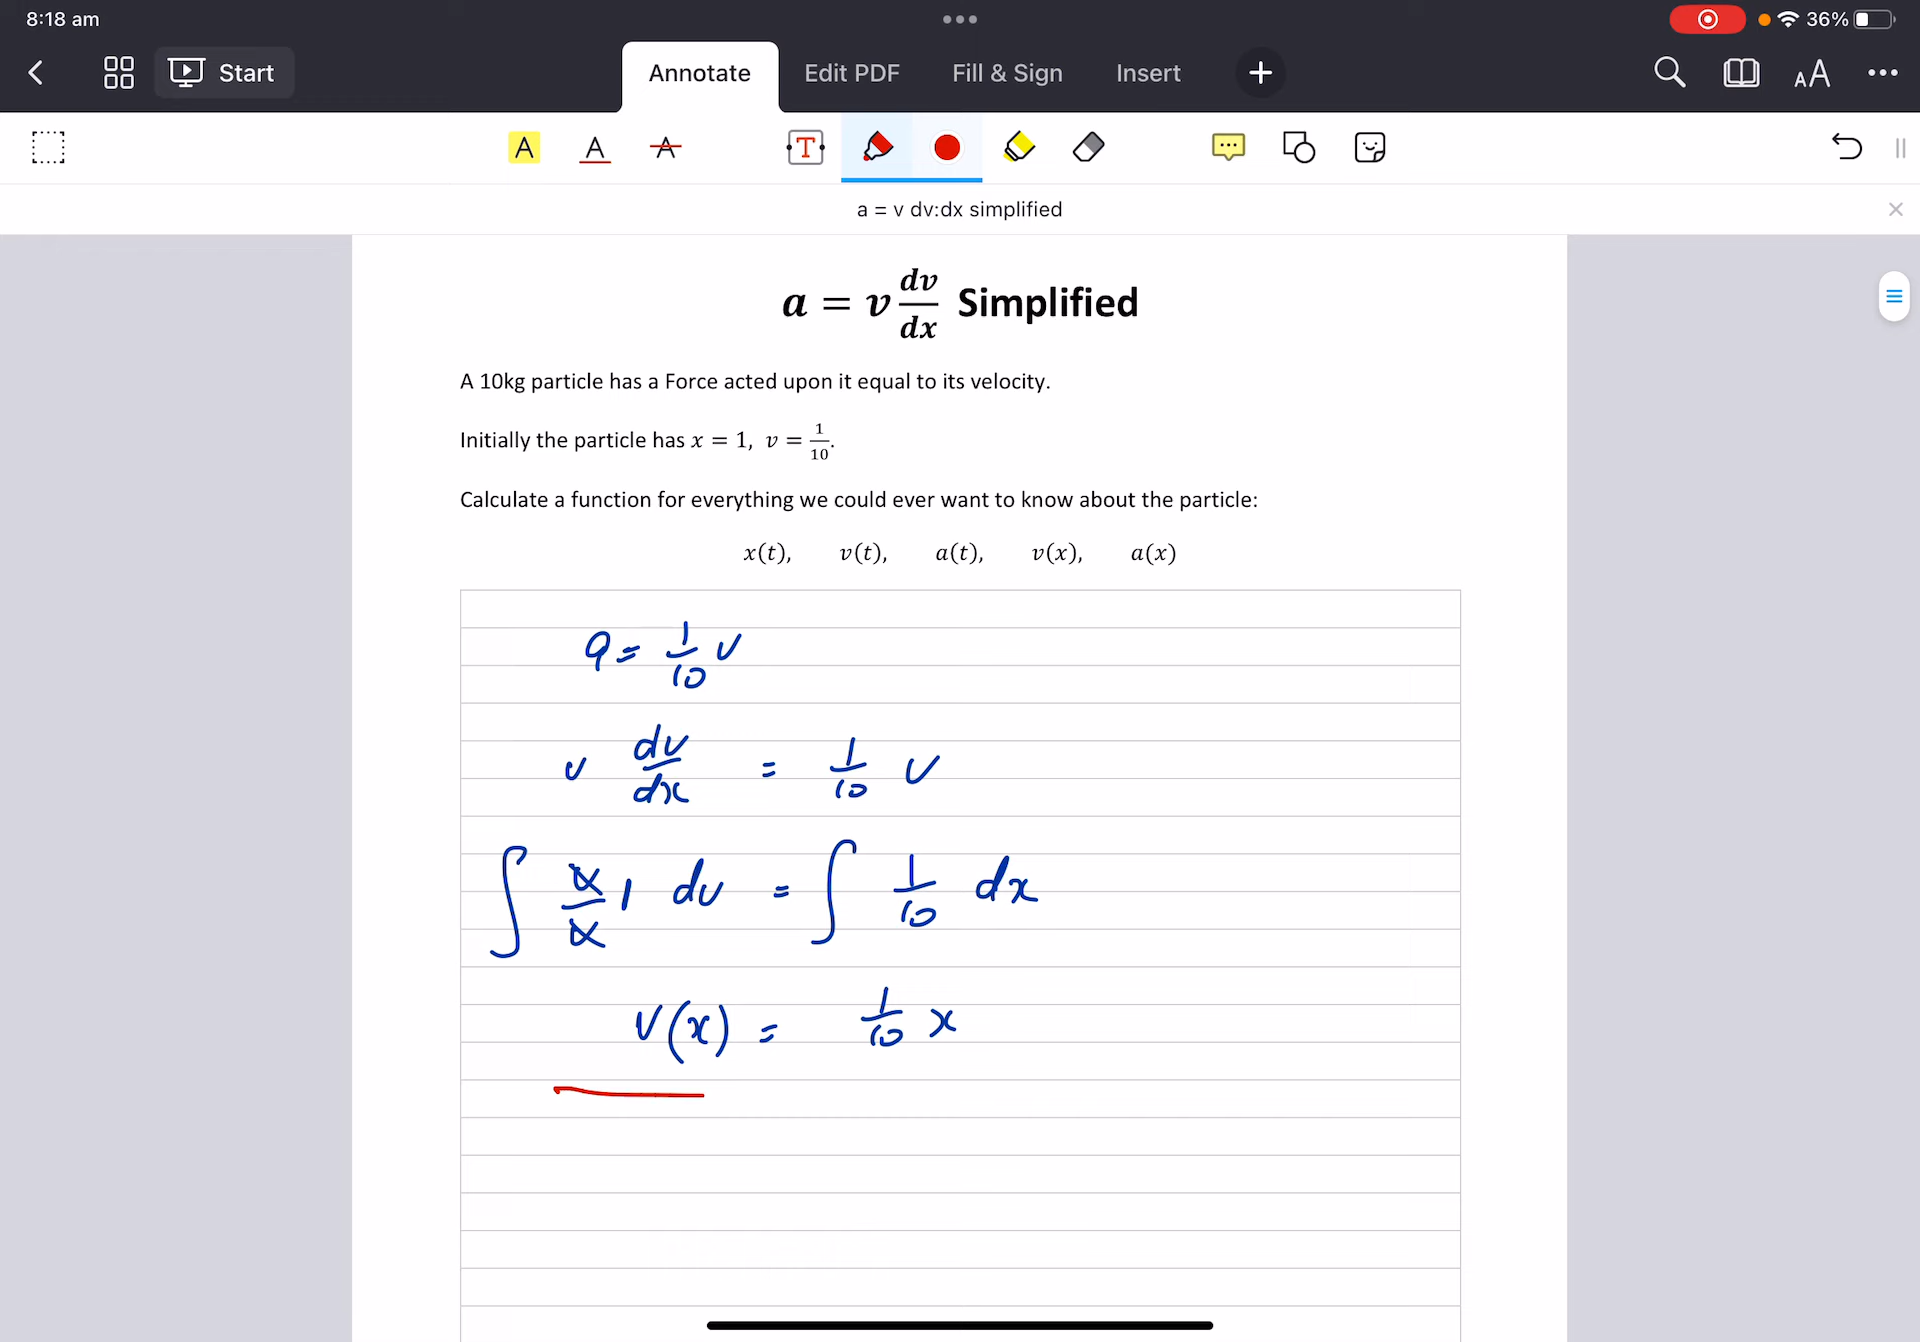 8:18 am
36%
Start
Annotate
Edit PDF
Fill & Sign
Insert
AA
A A A T
a = v dv:dx simplified
a = v dv/dx Simplified
A 10kg particle has a Force acted upon it equal to its velocity.
Initially the particle has x = 1, v = 1/10.
Calculate a function for everything we could ever want to know about the particle:
x(t), v(t), a(t), v(x), a(x)
a = 1/10 v
v dv/dx = 1/10 v
∫ v/v 1 dv = ∫ 1/10 dx
v(x) = 1/10 x